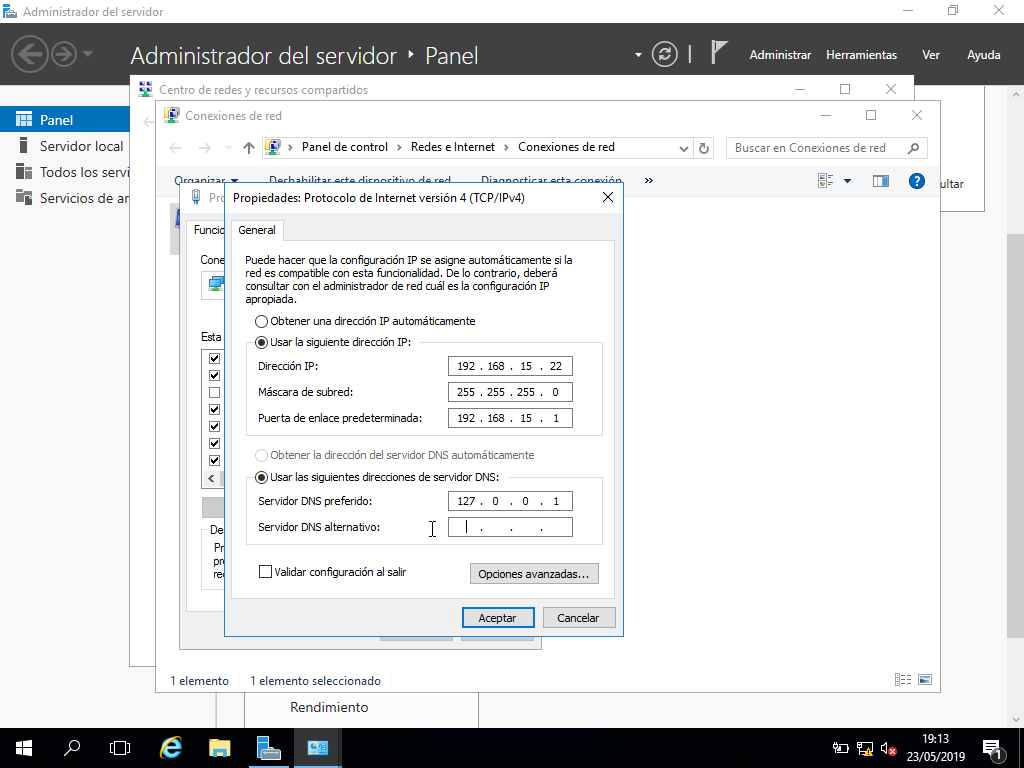 Administrador del servidor
Administrador del servidor
Panel
Administrar
Herramientas
Ver
Ayuda
Centro de redes y recursos compartidos
Conexiones de red
Panel de control
Redes e Internet
Conexiones de red
Buscar en Conexiones de red
Panel
Servidor local
Todos los servi
Servicios de ar
Organizar
Deshabilitar este dispositivo de red
Diagnosticar esta conexión
»
ultar
Pro
Propiedades: Protocolo de Internet versión 4 (TCP/IPv4)
Funcio
General
Cone
Puede hacer que la configuración IP se asigne automáticamente si la
red es compatible con esta funcionalidad. De lo contrario, deberá
consultar con el administrador de red cuál es la configuración IP
apropiada.
Obtener una dirección IP automáticamente
Esta
Usar la siguiente dirección IP:
Dirección IP:
192 . 168 . 15 . 22
Máscara de subred:
255 . 255 . 255 . 0
Puerta de enlace predeterminada:
192 . 168 . 15 . 1
Obtener la dirección del servidor DNS automáticamente
Usar las siguientes direcciones de servidor DNS:
Servidor DNS preferido:
127 . 0 . 0 . 1
Servidor DNS alternativo:
. . .
De
Pr
pro
rec
Validar configuración al salir
Opciones avanzadas...
Aceptar
Cancelar
1 elemento
1 elemento seleccionado
Rendimiento
19:13
23/05/2019
1